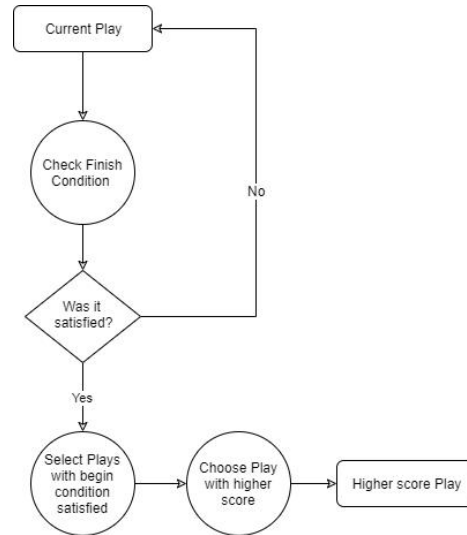 Current Play
Check Finish
Condition
No
Was it
satisfied?
Yes
Select Plays
with begin
condition
satisfied
Choose Play
with higher
score
Higher score Play